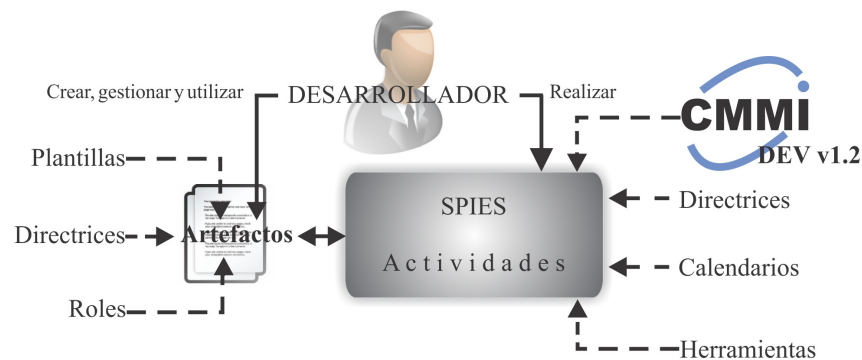 Crear, gestionar y utilizar
DESARROLLADOR
Realizar
CMMI
DEV v1.2
Plantillas
Directrices
Artefactos
Roles
SPIES
Actividades
Directrices
Calendarios
Herramientas